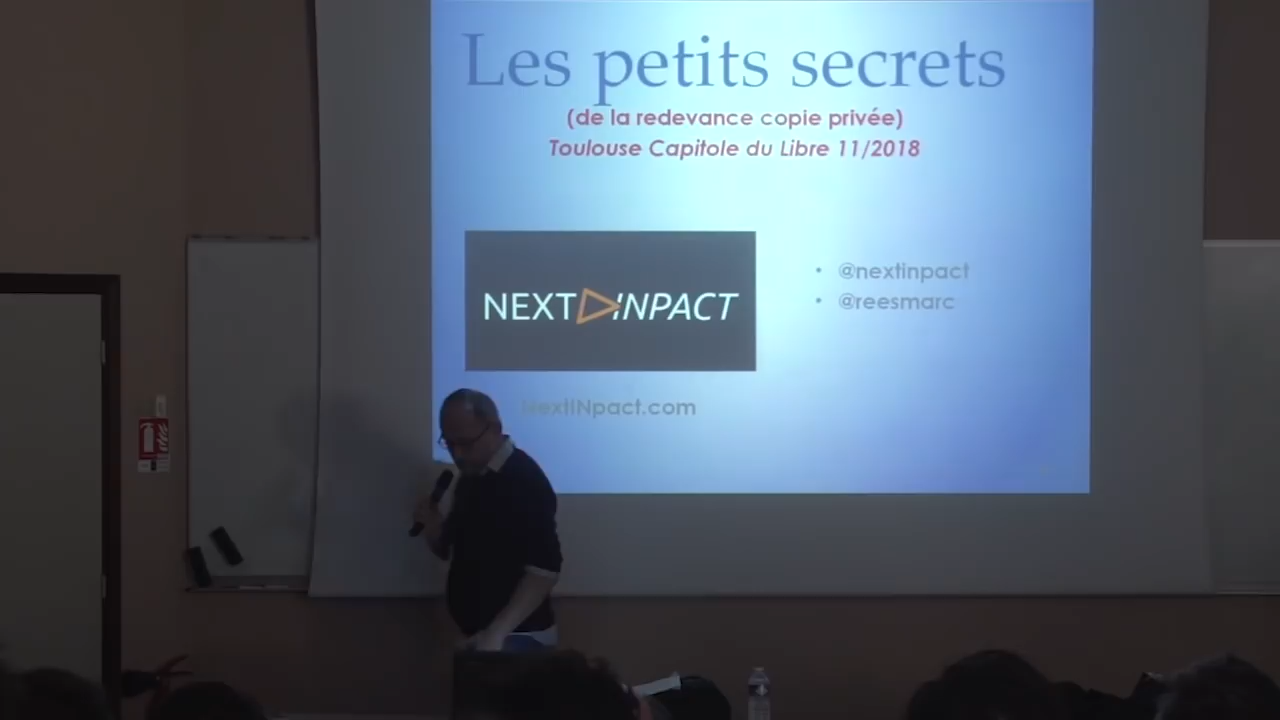 Les petits secrets
(de la redevance copie privée)
Toulouse Capitole du Libre 11/2018
NEXT INPACT
• @nextinpact
• @reesmarc
NextINpact.com